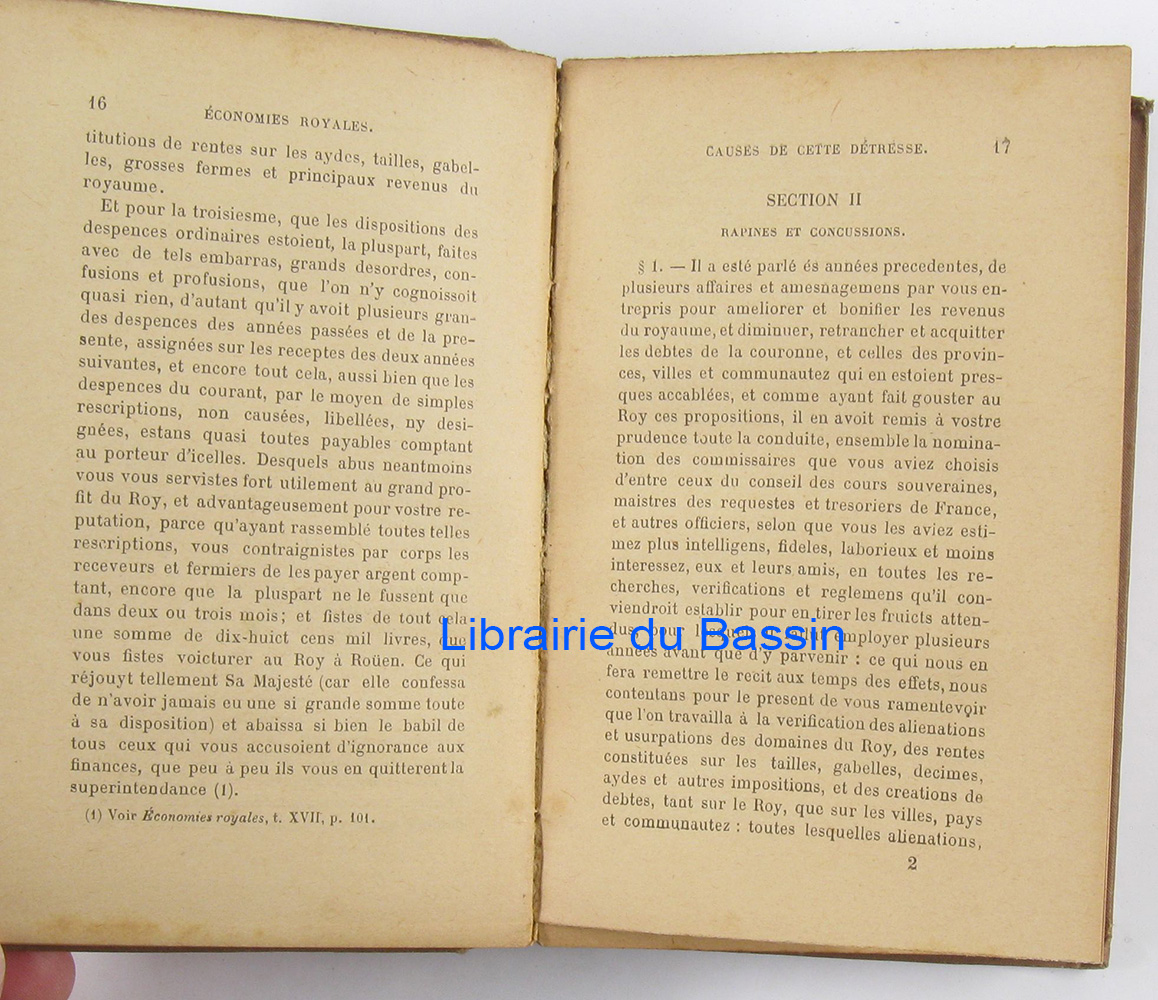 16
ÉCONOMIES ROYALES.
titutions de rentes sur les aydes, tailles, gabel-
les, grosses fermes et principaux revenus du
royaume.
Et pour la troisiesme, que les dispositions des
despences ordinaires estoient, la pluspart, faites
avec de tels embarras, grands desordres, con-
fusions et profusions, que l'on n'y cognoissoit
quasi rien, d'autant qu'il y avoit plusieurs gran-
des despences des années passées et de la pre-
sente, assignées sur les receptes des deux années
suivantes, et encore tout cela, aussi bien que les
despences du courant, par le moyen de simples
rescriptions, non causées, libellées, ny desi-
gnées, estans quasi toutes payables comptant
au porteur d'icelles. Desquels abus neantmoins
vous vous servistes fort utilement au grand pro-
fit du Roy, et advantageusement pour vostre re-
putation, parce qu'ayant rassemblé toutes telles
rescriptions, vous contraignistes par corps les
receveurs et fermiers de les payer argent comp-
tant, encore que la pluspart ne le fussent que
dans deux ou trois mois; et fistes de tout cela
une somme de dix-huict cens mil livres, que
vous fistes voicturer au Roy à Roüen. Ce qui
réjouyt tellement Sa Majesté (car elle confessa
de n'avoir jamais eu une si grande somme toute
à sa disposition) et abaissa si bien le babil de
tous ceux qui vous accusoient d'ignorance aux
finances, que peu à peu ils vous en quitterent la
superintendance (1).
(1) Voir Économies royales, t. XVII, p. 101.
CAUSES DE CETTE DÉTRESSE.
17
SECTION II
RAPINES ET CONCUSSIONS.
§ 1. — Il a esté parlé és années precedentes, de
plusieurs affaires et amesnagemens par vous en-
trepris pour ameliorer et bonifier les revenus
du royaume, et diminuer, retrancher et acquitter
les debtes de la couronne, et celles des provin-
ces, villes et communautez qui en estoient pres-
ques accablées, et comme ayant fait gouster au
Roy ces propositions, il en avoit remis à vostre
prudence toute la conduite, ensemble la nomina-
tion des commissaires que vous aviez choisis
d'entre ceux du conseil des cours souveraines,
maistres des requestes et tresoriers de France,
et autres officiers, selon que vous les aviez esti-
mez plus intelligens, fideles, laborieux et moins
interessez, eux et leurs amis, en toutes les re-
cherches, verifications et reglemens qu'il con-
viendroit establir pour en tirer les fruicts atten-
dus pour employer plusieurs
années avant que d'y parvenir : ce qui nous en
fera remettre le recit aux temps des effets, nous
contentans pour le present de vous ramentevoir
que l'on travailla à la verification des alienations
et usurpations des domaines du Roy, des rentes
constituées sur les tailles, gabelles, decimes,
aydes et autres impositions, et des creations de
debtes, tant sur le Roy, que sur les villes, pays
et communautez : toutes lesquelles alienations,
2
Librairie du Bassin